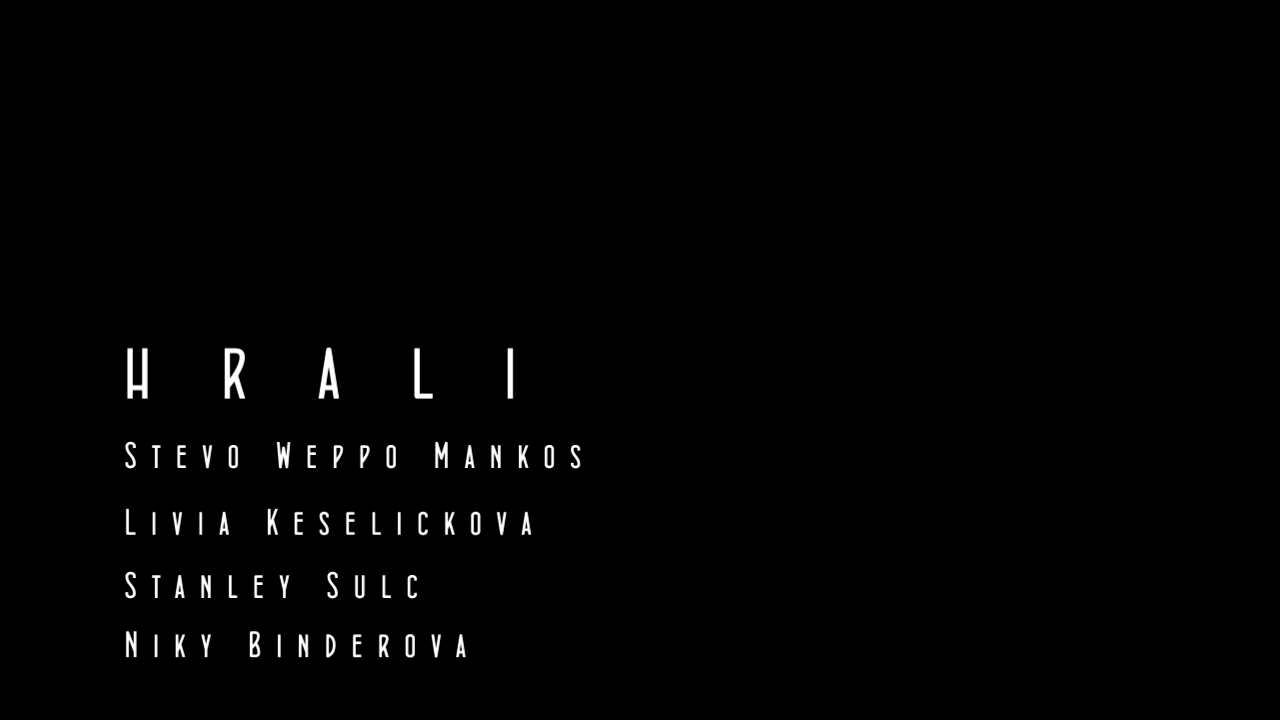 HRALI
Stevo Weppo Mankos
Livia Keselickova
Stanley Sulc
Niky Binderova